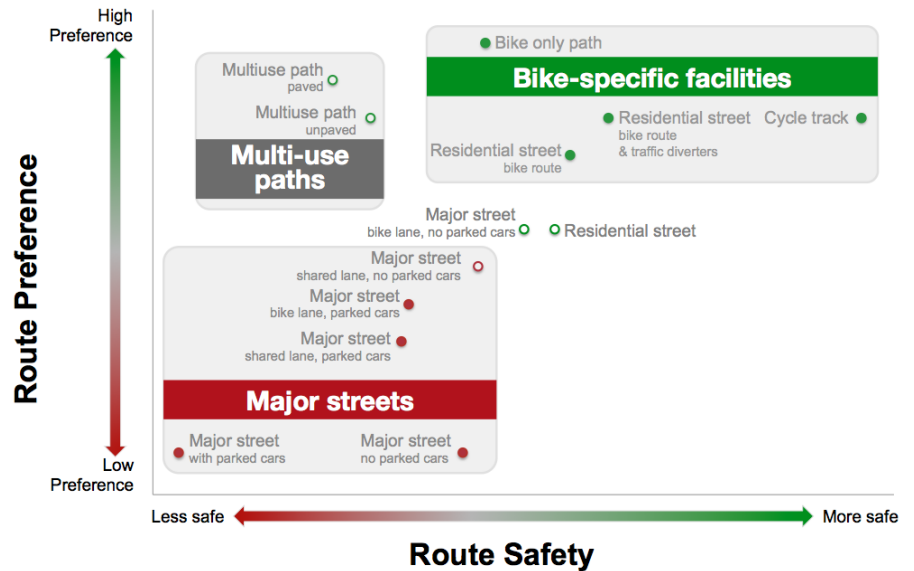 High
Preference
Bike only path
Multiuse path
paved
Bike-specific facilities
Multiuse path
unpaved
Residential street
bike route
& traffic diverters
Cycle track
Multi-use
paths
Residential street
bike route
Route Preference
Major street
bike lane, no parked cars
Residential street
Major street
shared lane, no parked cars
Major street
bike lane, parked cars
Major street
shared lane, parked cars
Major streets
Major street
with parked cars
Major street
no parked cars
Low
Preference
Less safe
More safe
Route Safety